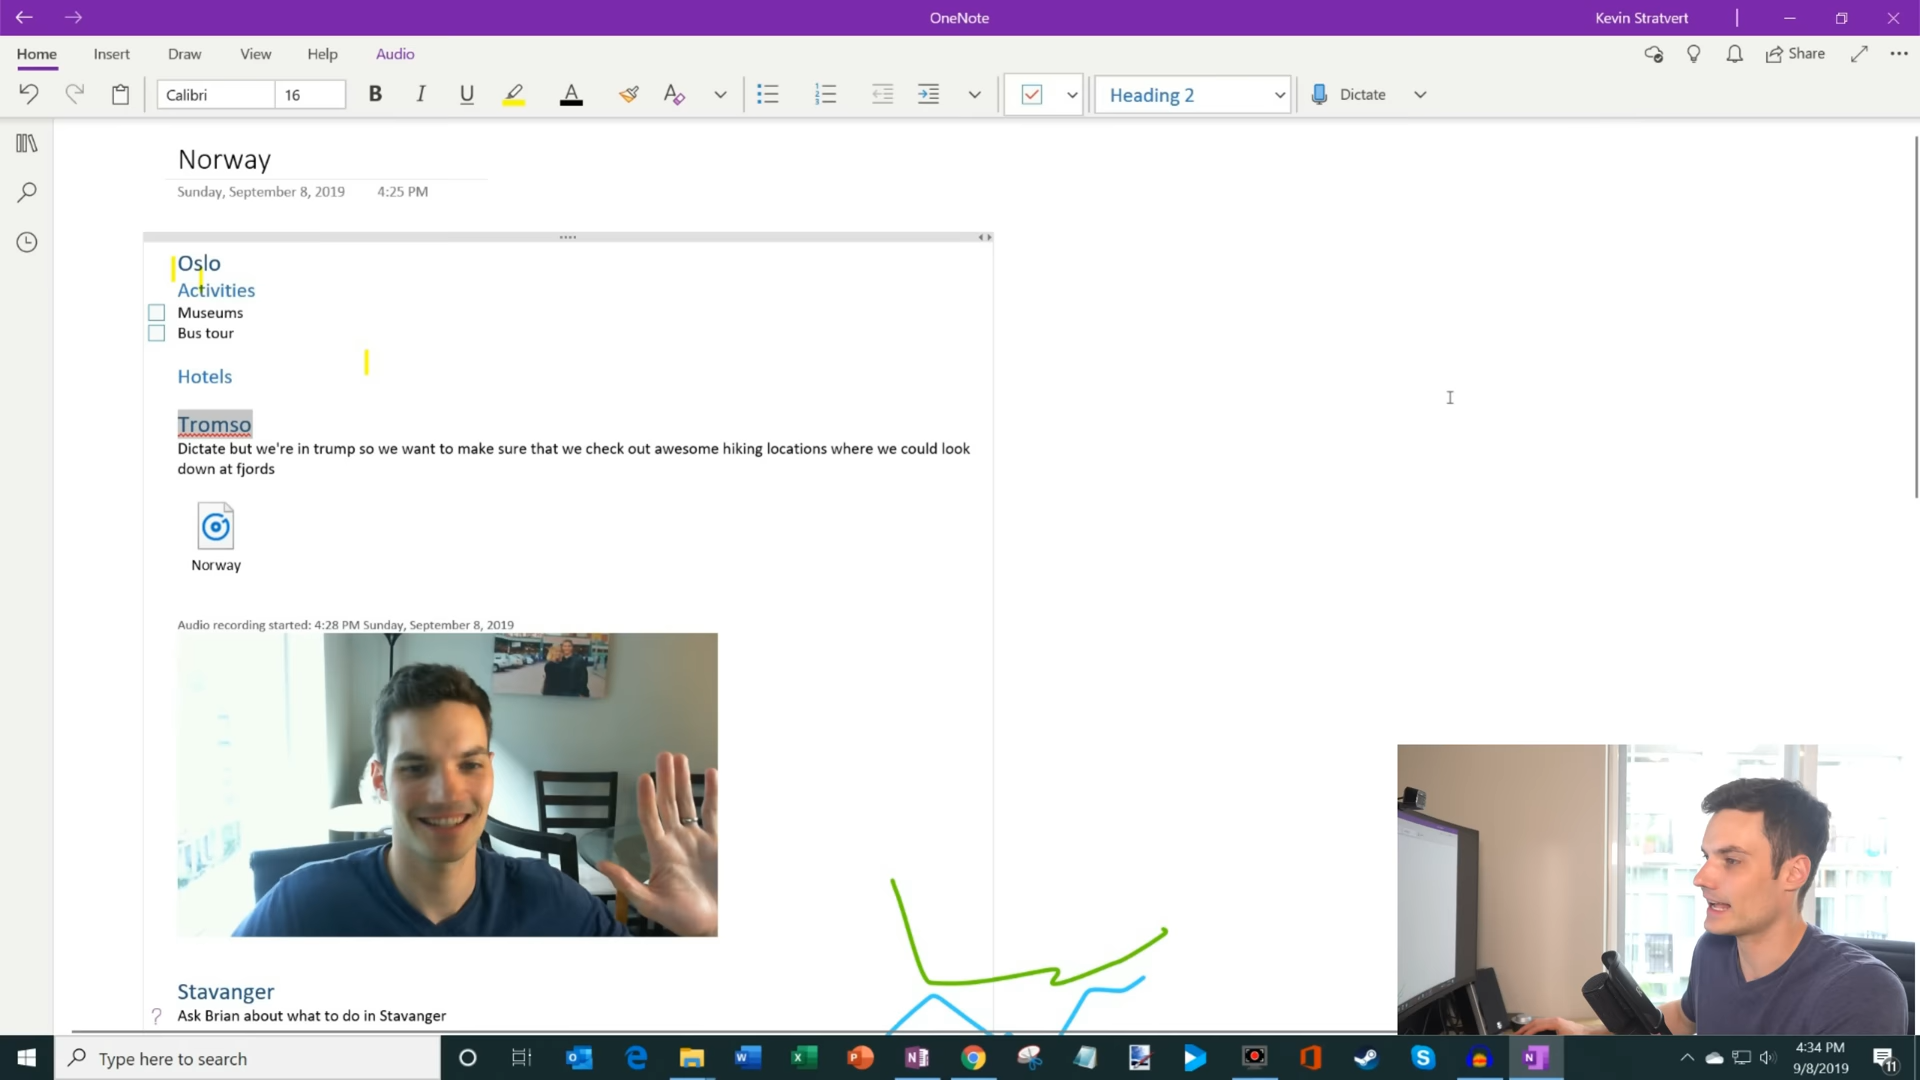 OneNote
Kevin Stratvert
Home
Insert
Draw
View
Help
Audio
Share
Calibri
16
B
I
U
A
A
Heading 2
Dictate
Norway
Sunday, September 8, 2019
4:25 PM
Oslo
Activities
Museums
Bus tour
Hotels
Tromso
Dictate but we're in trump so we want to make sure that we check out awesome hiking locations where we could look
down at fjords
Norway
Audio recording started: 4:28 PM Sunday, September 8, 2019
Stavanger
? Ask Brian about what to do in Stavanger
Type here to search
4:34 PM
9/8/2019
11